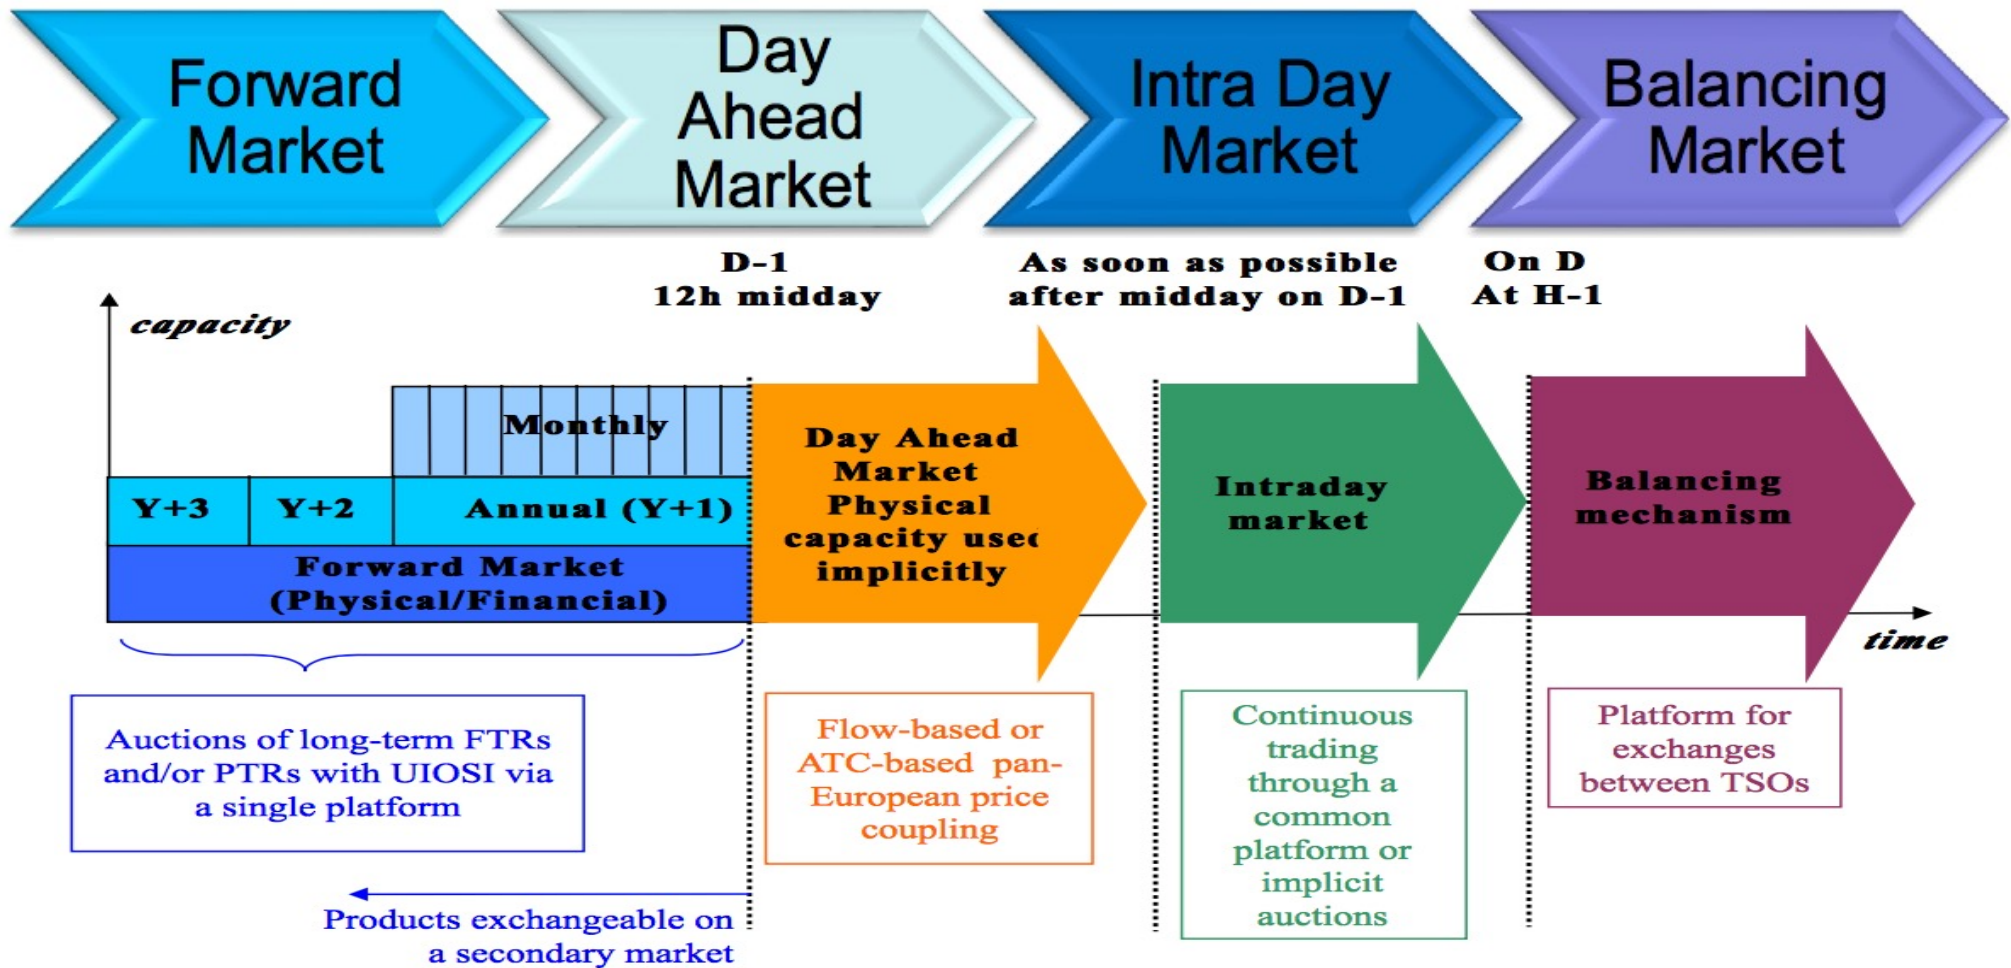 Forward
Market
Day
Ahead
Market
Intra Day
Market
Balancing
Market
D-1
12h midday
As soon as possible
after midday on D-1
On D
At H-1
capacity
Monthly
Y+3
Y+2
Annual (Y+1)
Forward Market
(Physical/Financial)
Day Ahead
Market
Physical
capacity used
implicitly
Intraday
market
Balancing
mechanism
time
Auctions of long-term FTRs
and/or PTRs with UIOSI via
a single platform
Flow-based or
ATC-based pan-
European price
coupling
Continuous
trading
through a
common
platform or
implicit
auctions
Platform for
exchanges
between TSOs
Products exchangeable on
a secondary market